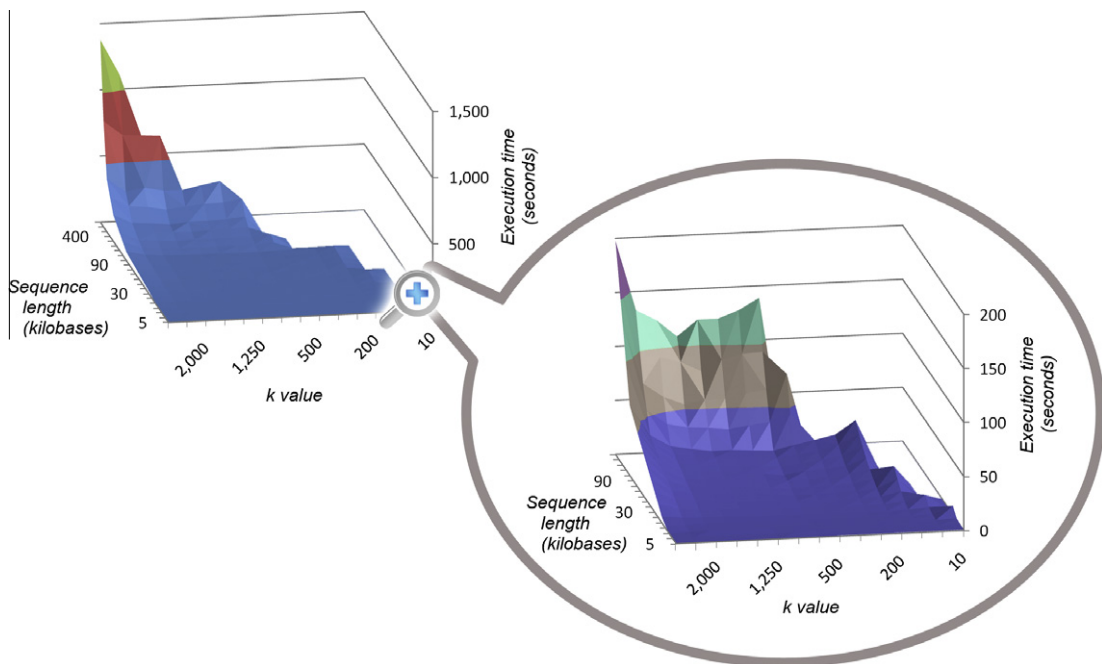 1,500
1,000
500
Execution time
(seconds)
400
90
30
5
Sequence
length
(kilobases)
2,000
1,250
500
200
10
k value
200
150
100
50
0
Execution time
(seconds)
90
30
5
Sequence
length
(kilobases)
2,000
1,250
500
200
10
k value